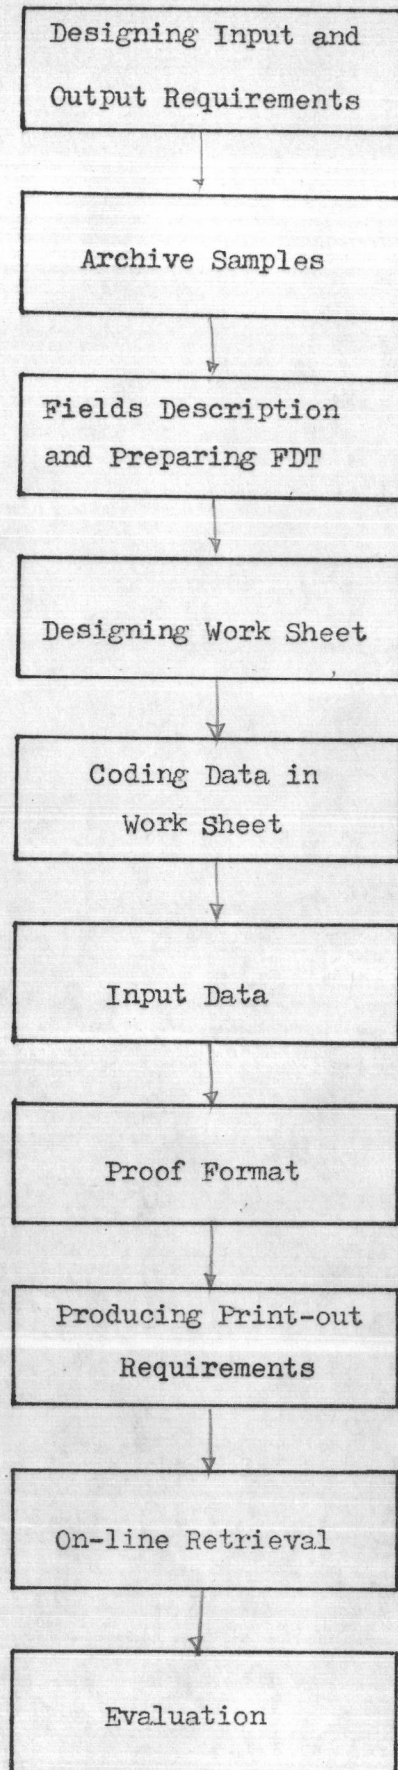 Designing Input and
Output Requirements
Archive Samples
Fields Description
and Preparing FDT
Designing Work Sheet
Coding Data in
Work Sheet
Input Data
Proof Format
Producing Print-out
Requirements
On-line Retrieval
Evaluation